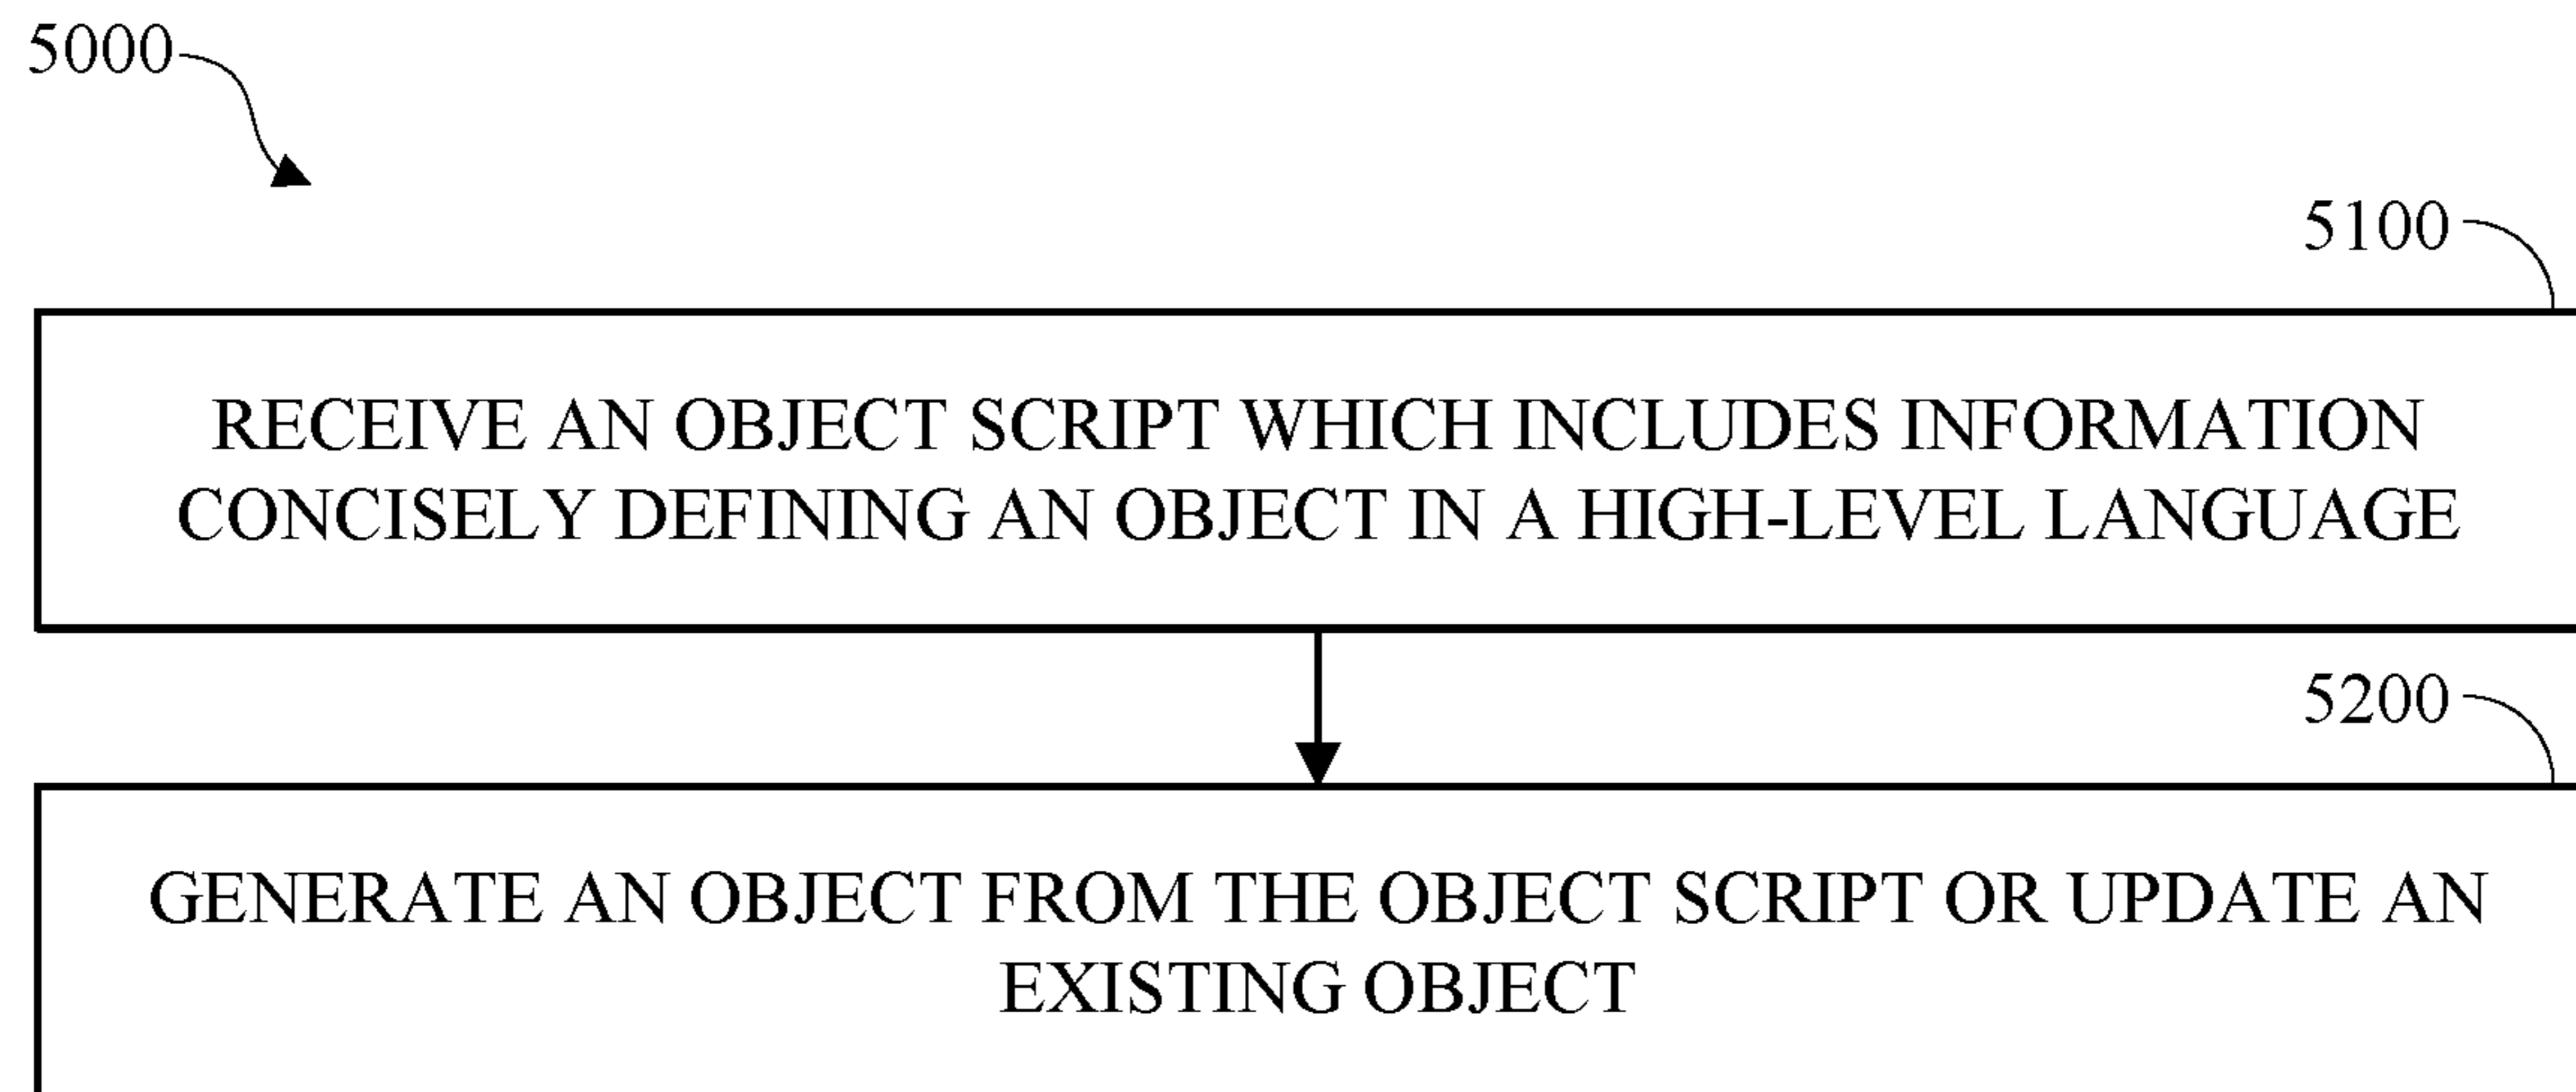 5000
5100
RECEIVE AN OBJECT SCRIPT WHICH INCLUDES INFORMATION
CONCISELY DEFINING AN OBJECT IN A HIGH-LEVEL LANGUAGE
5200
GENERATE AN OBJECT FROM THE OBJECT SCRIPT OR UPDATE AN
EXISTING OBJECT